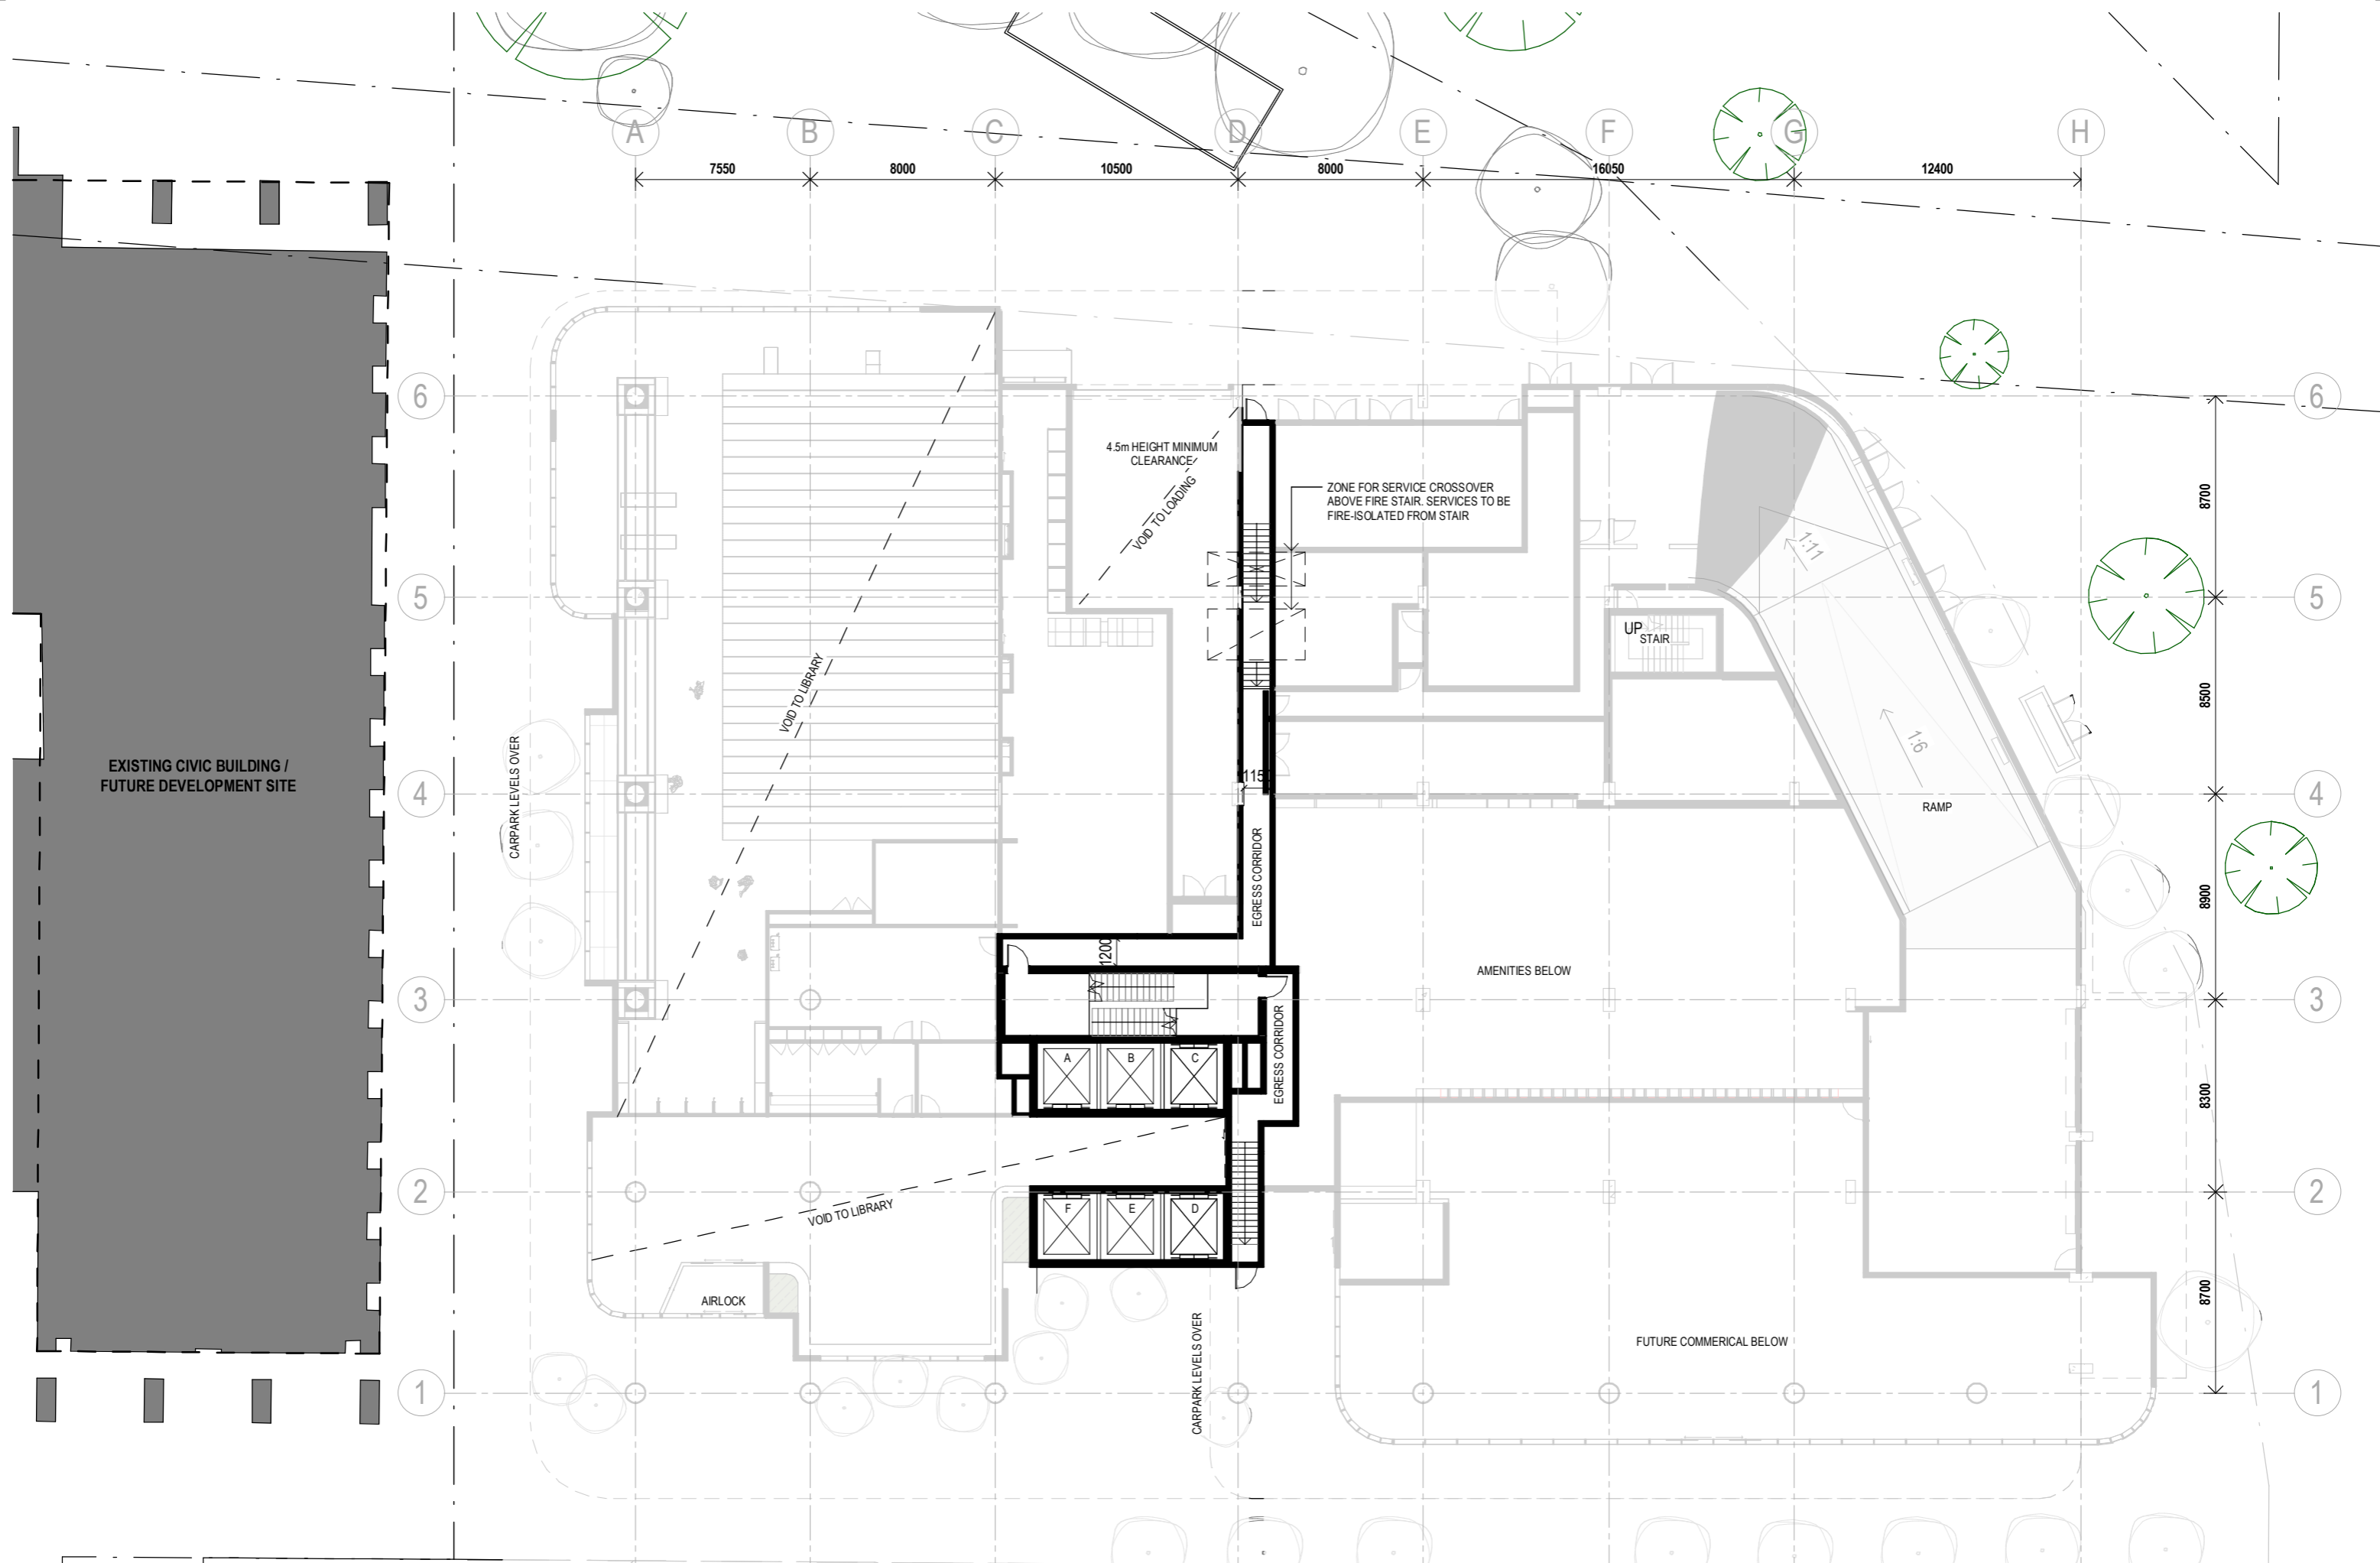 A
B
C
D
E
F
G
H
7550
8000
10500
8000
16050
12400
6
6
4.5m HEIGHT MINIMUM
CLEARANCE
VOID TO LOADING
ZONE FOR SERVICE CROSSOVER
ABOVE FIRE STAIR. SERVICES TO BE
FIRE-ISOLATED FROM STAIR
8700
1:11
5
5
UP
STAIR
VOID TO LIBRARY
8500
1:6
EXISTING CIVIC BUILDING /
FUTURE DEVELOPMENT SITE
CARPARK LEVELS OVER
4
4
RAMP
EGRESS CORRIDOR
8900
1200
AMENITIES BELOW
3
3
EGRESS CORRIDOR
A
B
C
8300
2
2
VOID TO LIBRARY
F
E
D
AIRLOCK
8700
CARPARK LEVELS OVER
FUTURE COMMERICAL BELOW
1
1